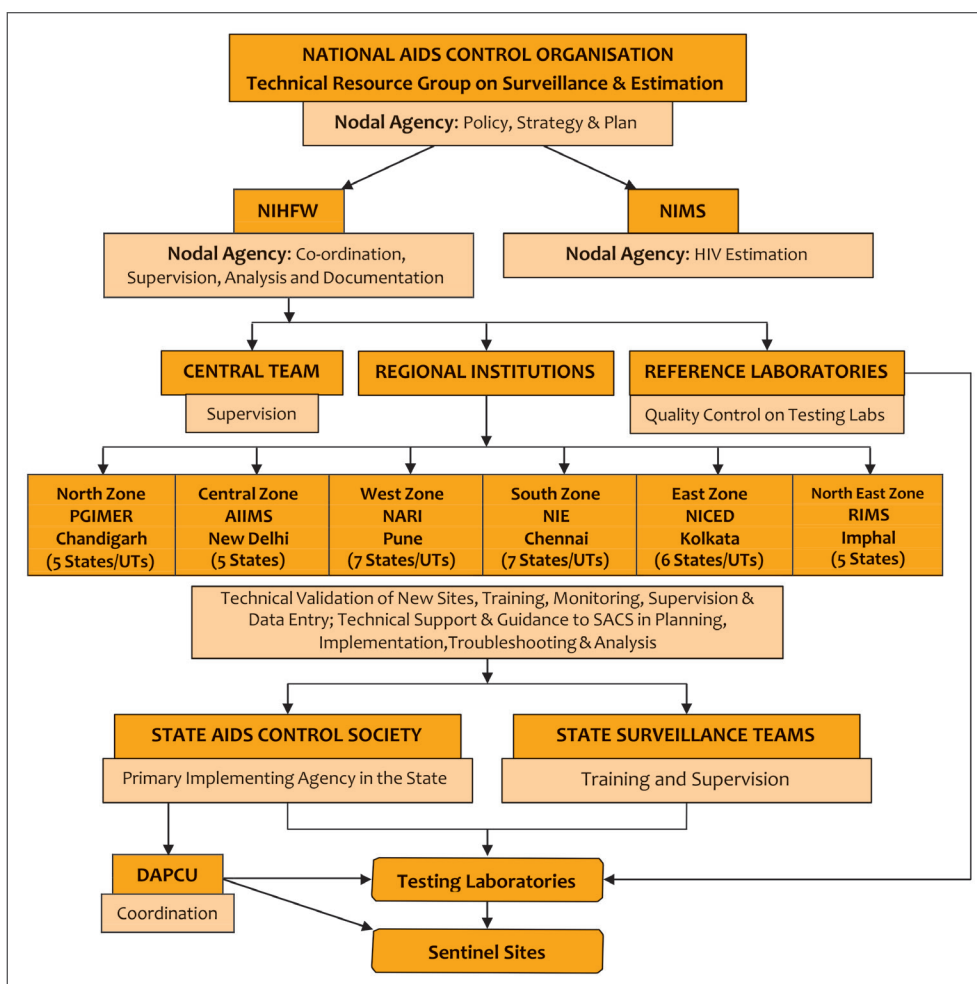 NATIONAL AIDS CONTROL ORGANISATION
Technical Resource Group on Surveillance & Estimation
Nodal Agency: Policy, Strategy & Plan
NIHFW
Nodal Agency: Co-ordination,
Supervision, Analysis and Documentation
NIMS
Nodal Agency: HIV Estimation
CENTRAL TEAM
Supervision
REGIONAL INSTITUTIONS
REFERENCE LABORATORIES
Quality Control on Testing Labs
North Zone
PGIMER
Chandigarh
(5 States/UTs)
Central Zone
AIIMS
New Delhi
(5 States)
West Zone
NARI
Pune
(7 States/UTs)
South Zone
NIE
Chennai
(7 States/UTs)
East Zone
NICED
Kolkata
(6 States/UTs)
North East Zone
RIMS
Imphal
(5 States)
Technical Validation of New Sites, Training, Monitoring, Supervision &
Data Entry; Technical Support & Guidance to SACS in Planning,
Implementation,Troubleshooting & Analysis
STATE AIDS CONTROL SOCIETY
Primary Implementing Agency in the State
STATE SURVEILLANCE TEAMS
Training and Supervision
DAPCU
Coordination
Testing Laboratories
Sentinel Sites